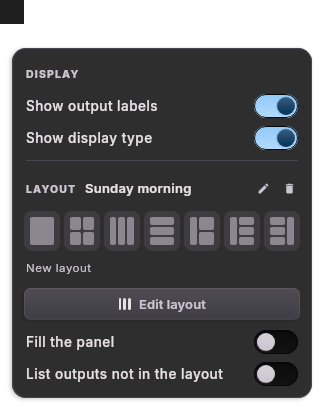 DISPLAY
Show output labels
Show display type
LAYOUT Sunday morning
New layout
Edit layout
Fill the panel
List outputs not in the layout